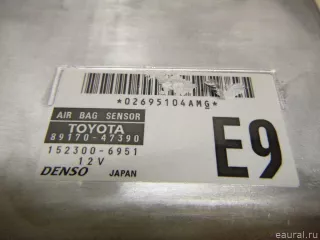 *02695104AMG*
AIR BAG SENSOR
TOYOTA
89170-47390
152300-6951
12V
DENSO JAPAN
E9
© eaural.ru